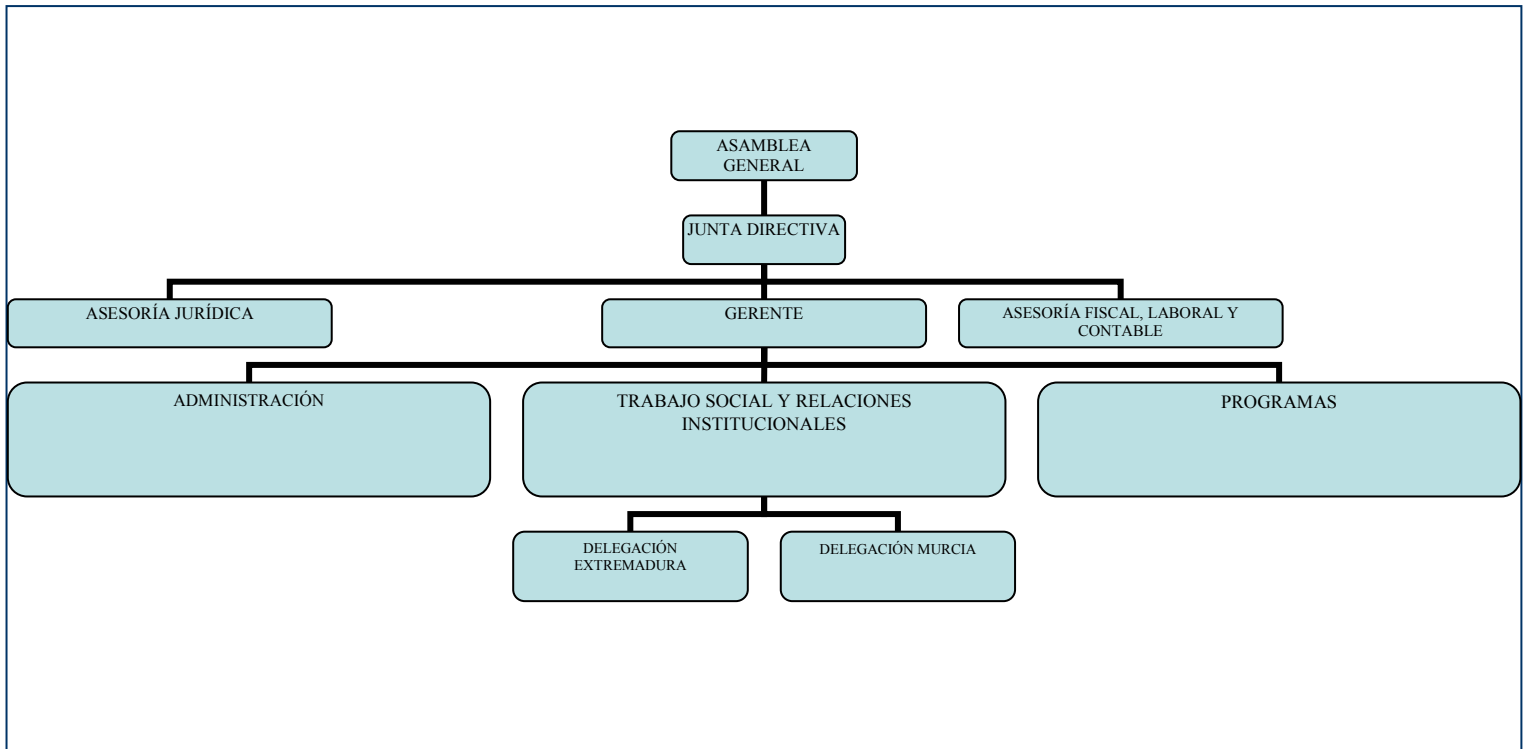 ASAMBLEA
GENERAL
JUNTA DIRECTIVA
ASESORÍA JURÍDICA
GERENTE
ASESORÍA FISCAL, LABORAL Y
CONTABLE
ADMINISTRACIÓN
TRABAJO SOCIAL Y RELACIONES
INSTITUCIONALES
PROGRAMAS
DELEGACIÓN
EXTREMADURA
DELEGACIÓN MURCIA